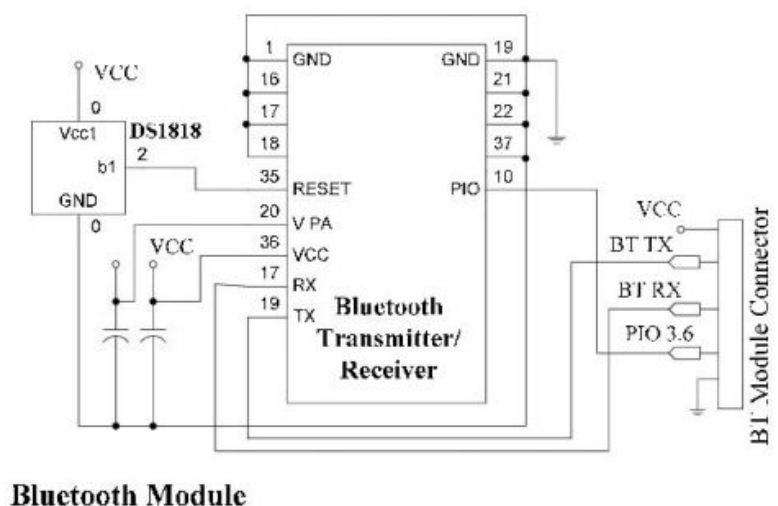 VCC
0
Vcc1
DS1818
b1
2
GND
0
VCC
1
GND
16
17
18
35
RESET
20
V PA
36
VCC
17
RX
19
TX
GND
19
21
22
37
10
PIO
Bluetooth
Transmitter/
Receiver
VCC
BT TX
BT RX
PIO 3.6
BT Module Connector
Bluetooth Module